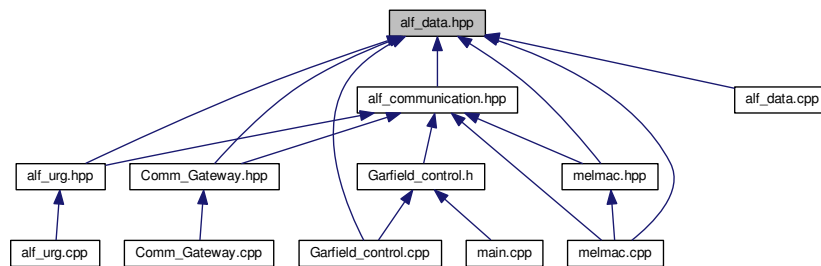 alf_data.hpp
alf_communication.hpp
alf_data.cpp
alf_urg.hpp
Comm_Gateway.hpp
Garfield_control.h
melmac.hpp
alf_urg.cpp
Comm_Gateway.cpp
Garfield_control.cpp
main.cpp
melmac.cpp